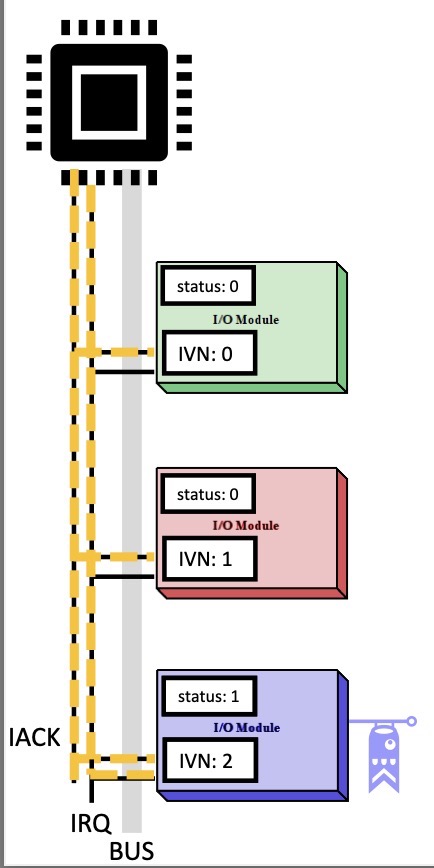 status: 0
I/O Module
IVN: 0
status: 0
I/O Module
IVN: 1
status: 1
I/O Module
IACK
IVN: 2
IRQ
BUS